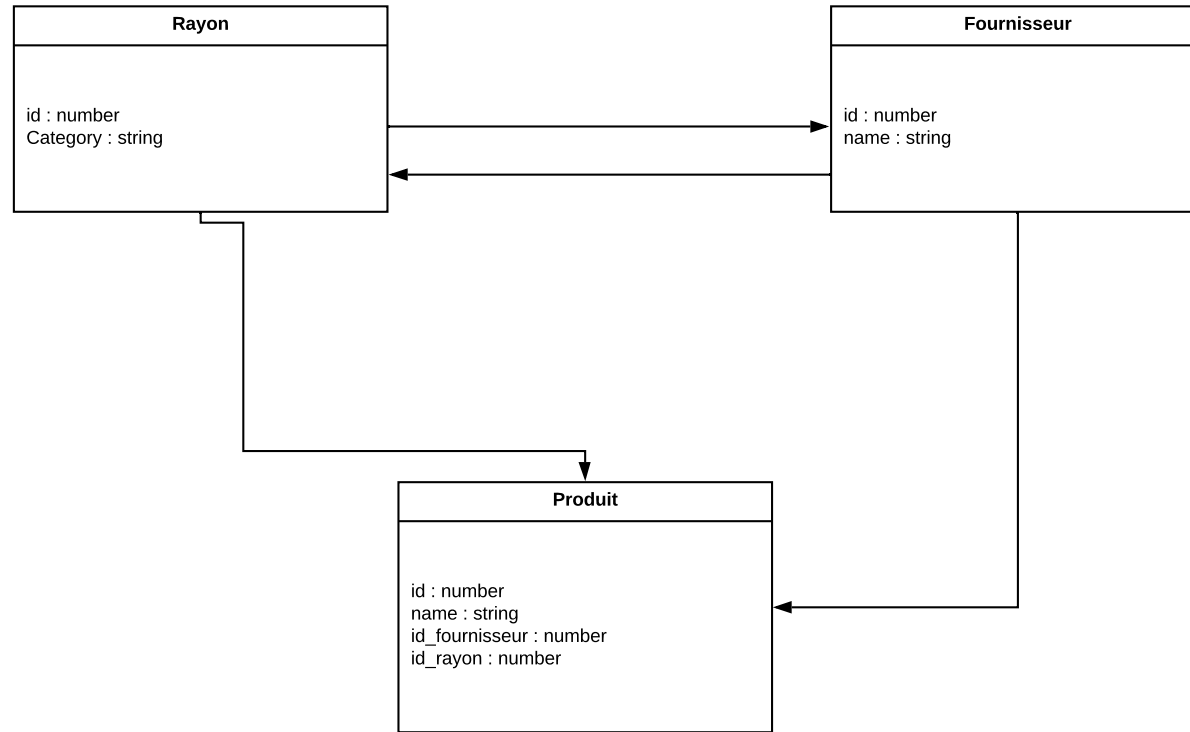 Rayon
id : number
Category : string
Fournisseur
id : number
name : string
Produit
id : number
name : string
id_fournisseur : number
id_rayon : number